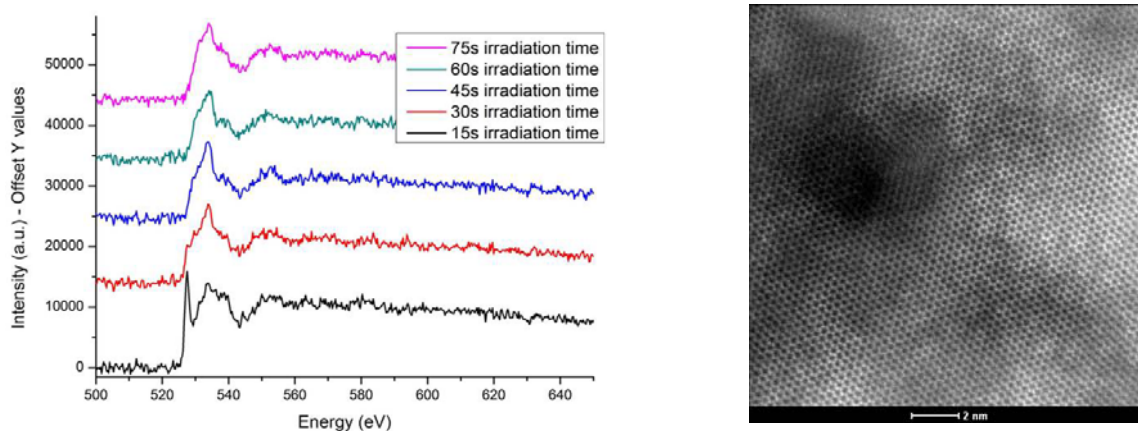 75s irradiation time
60s irradiation time
45s irradiation time
30s irradiation time
15s irradiation time
50000
40000
30000
20000
10000
0
Intensity (a.u.) - Offset Y values
500 520 540 560 580 600 620 640
Energy (eV)
2 nm